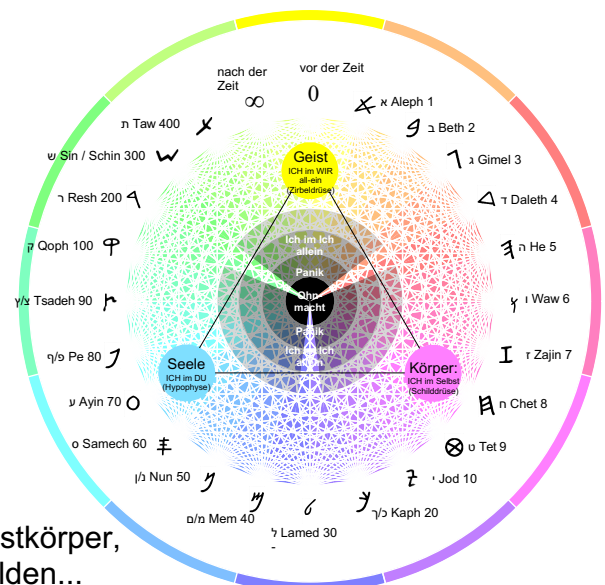 nach der
Zeit
∞
vor der Zeit
0
א Aleph 1
ב Beth 2
ג Gimel 3
ד Daleth 4
ה He 5
ו Waw 6
ז Zajin 7
ח Chet 8
ט Tet 9
י Jod 10
כ/ך Kaph 20
ל Lamed 30
-
מ/ם Mem 40
נ/ן Nun 50
ס Samech 60
ע Ayin 70
פ/ף Pe 80
צ/ץ Tsadeh 90
ק Qoph 100
ר Resh 200
ש Sin / Schin 300
ת Taw 400
Geist
ICH im WIR
all-ein
(Zirbeldrüse)
Ich im Ich
allein
Panik
Ohn-
macht
Panik
Ich im Ich
allein
Seele
ICH im DU
(Hypophyse)
Körper:
ICH im Selbst
(Schilddrüse)
stkörper,
lden...